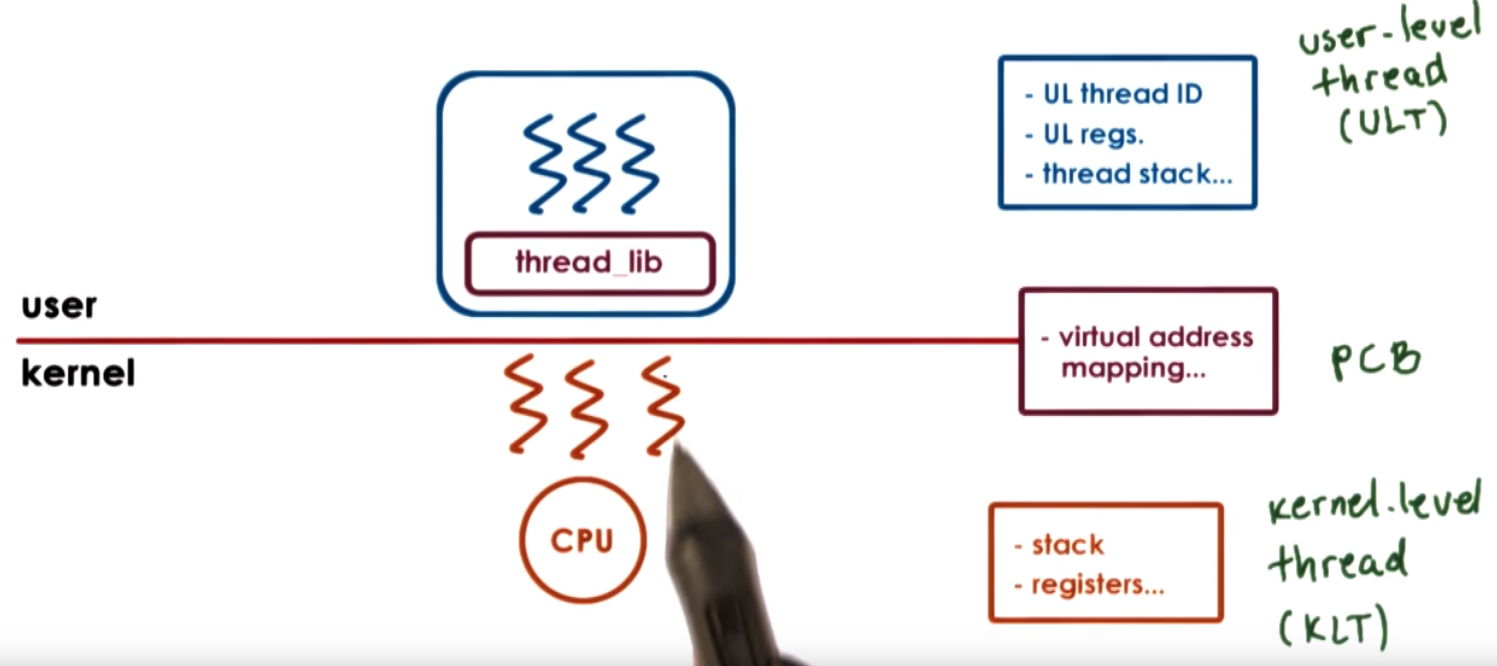 user-level
thread
(ULT)
- UL thread ID
- UL regs.
- thread stack...
thread_lib
user
kernel
- virtual address
mapping...
PCB
CPU
- stack
- registers...
kernel-level
thread
(KLT)